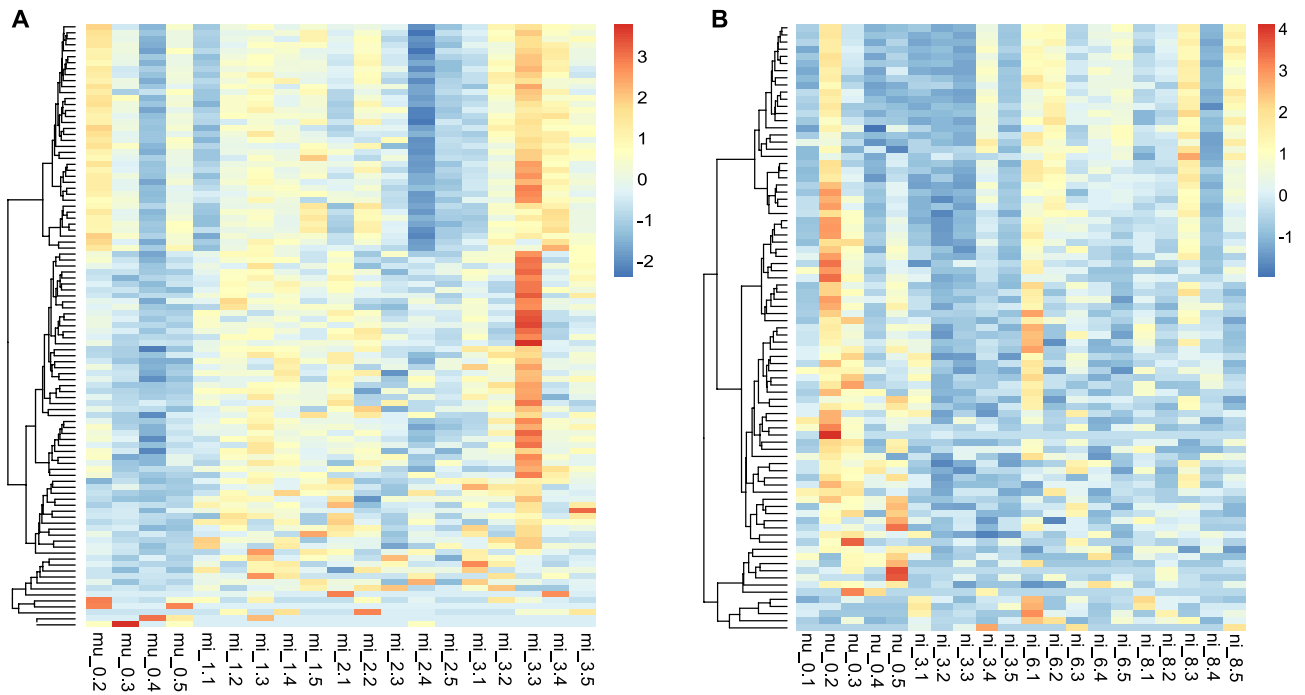 A
3
2
1
0
-1
-2
mu_0.2
mu_0.3
mu_0.4
mu_0.5
mi_1.1
mi_1.2
mi_1.3
mi_1.4
mi_1.5
mi_2.1
mi_2.2
mi_2.3
mi_2.4
mi_2.5
mi_3.1
mi_3.2
mi_3.3
mi_3.4
mi_3.5
B
4
3
2
1
0
-1
nu_0.1
nu_0.2
nu_0.3
nu_0.4
nu_0.5
ni_3.1
ni_3.2
ni_3.3
ni_3.4
ni_3.5
ni_6.1
ni_6.2
ni_6.3
ni_6.4
ni_6.5
ni_8.1
ni_8.2
ni_8.3
ni_8.4
ni_8.5